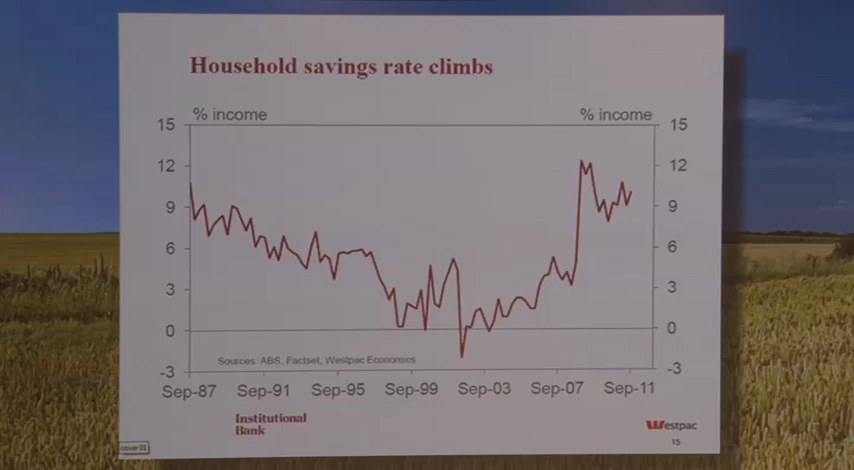 Household savings rate climbs
% income % income
15 15
12 12
9 9
6 6
3 3
0 0
-3 -3
Sources: ABS, Factset, Westpac Economics
Sep-87 Sep-91 Sep-95 Sep-99 Sep-03 Sep-07 Sep-11
Institutional
Bank
Westpac
15
cover 01